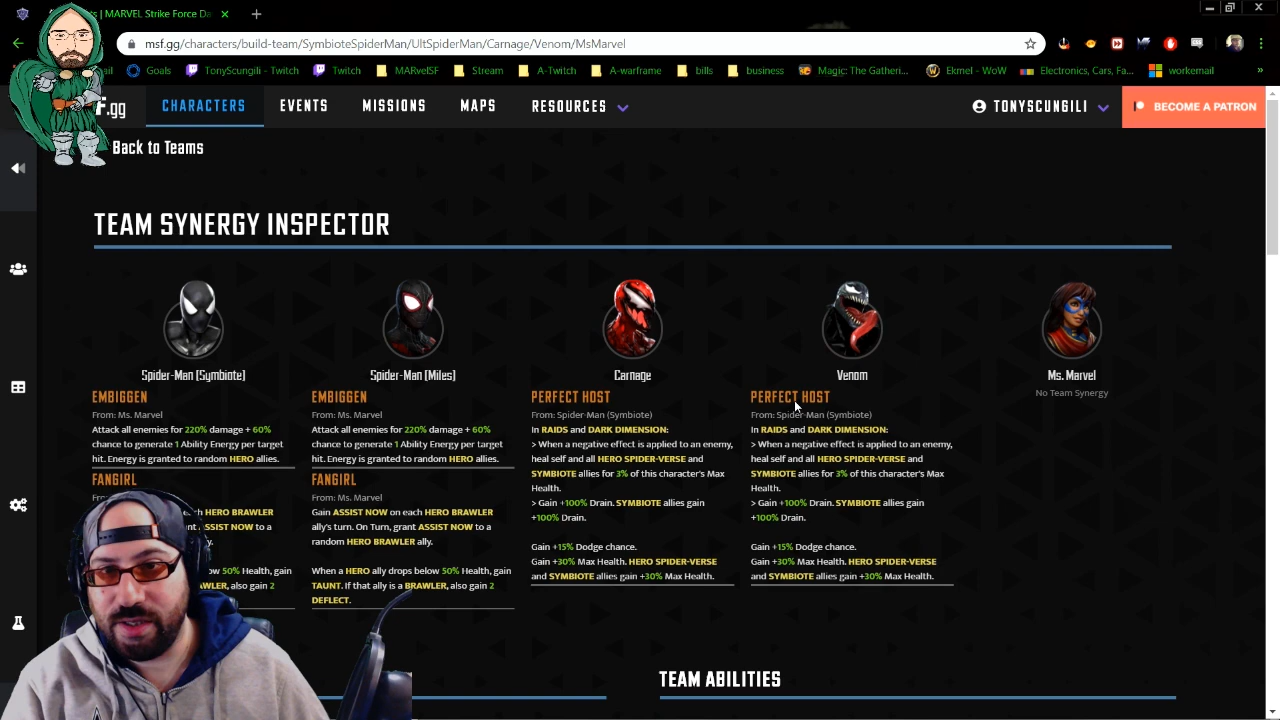 MARVEL Strike Force Da
msf.gg/characters/build-team/SymbioteSpiderMan/UltSpiderMan/Carnage/Venom/MsMarvel
Goals TonyScungili - Twitch Twitch MARvelSF Stream A-Twitch A-warframe bills business Magic: The Gatheri... Ekmel - WoW Electronics, Cars, Fa... workemail »
.gg CHARACTERS EVENTS MISSIONS MAPS RESOURCES TONYSCUNGILI BECOME A PATRON
Back to Teams
TEAM SYNERGY INSPECTOR
Spider-Man (Symbiote)
EMBIGGEN
From: Ms. Marvel
Attack all enemies for 220% damage + 60%
chance to generate 1 Ability Energy per target
hit. Energy is granted to random HERO allies.
FANGIRL
HERO BRAWLER
ASSIST NOW to a
50% Health, gain
also gain 2
Spider-Man (Miles)
EMBIGGEN
From: Ms. Marvel
Attack all enemies for 220% damage + 60%
chance to generate 1 Ability Energy per target
hit. Energy is granted to random HERO allies.
FANGIRL
From: Ms. Marvel
Gain ASSIST NOW on each HERO BRAWLER
ally's turn. On Turn, grant ASSIST NOW to a
random HERO BRAWLER ally.
When a HERO ally drops below 50% Health, gain
TAUNT. If that ally is a BRAWLER, also gain 2
DEFLECT.
Carnage
PERFECT HOST
From: Spider-Man (Symbiote)
In RAIDS and DARK DIMENSION:
> When a negative effect is applied to an enemy,
heal self and all HERO SPIDER-VERSE and
SYMBIOTE allies for 3% of this character's Max
Health.
> Gain +100% Drain. SYMBIOTE allies gain
+100% Drain.
Gain +15% Dodge chance.
Gain +30% Max Health. HERO SPIDER-VERSE
and SYMBIOTE allies gain +30% Max Health.
Venom
PERFECT HOST
From: Spider-Man (Symbiote)
In RAIDS and DARK DIMENSION:
> When a negative effect is applied to an enemy,
heal self and all HERO SPIDER-VERSE and
SYMBIOTE allies for 3% of this character's Max
Health.
> Gain +100% Drain. SYMBIOTE allies gain
+100% Drain.
Gain +15% Dodge chance.
Gain +30% Max Health. HERO SPIDER-VERSE
and SYMBIOTE allies gain +30% Max Health.
Ms. Marvel
No Team Synergy
TEAM ABILITIES